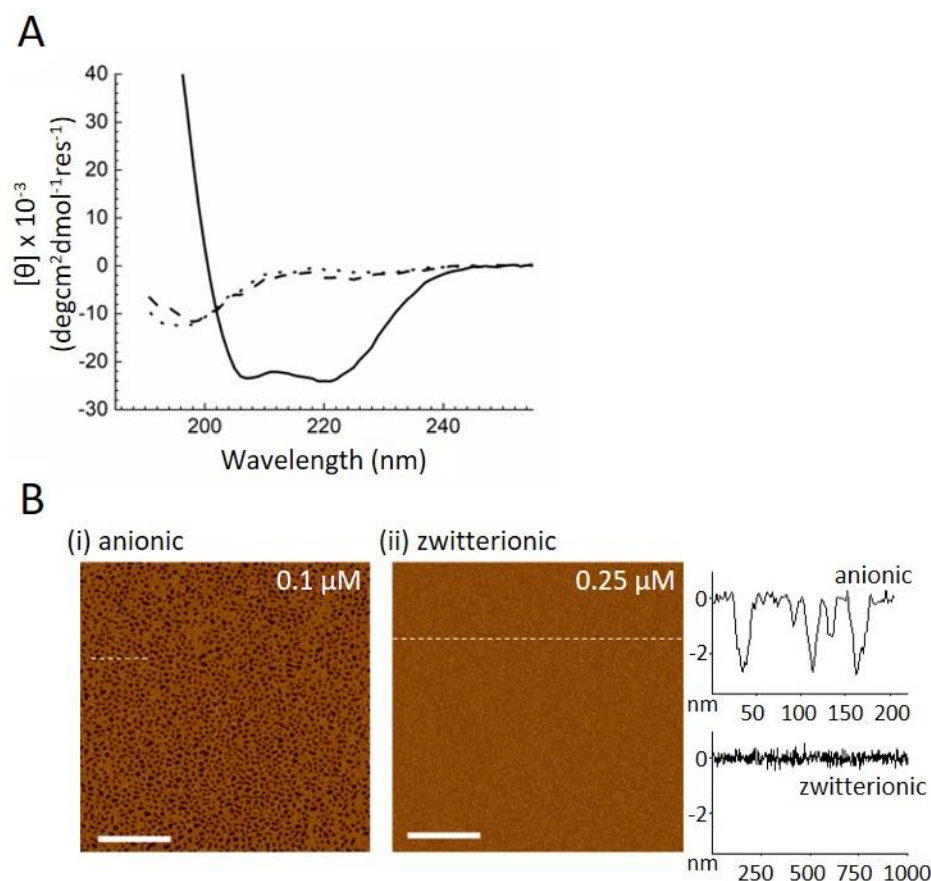 A
[θ] x 10⁻³
(degcm²dmol⁻¹res⁻¹)
40
30
20
10
0
-10
-20
-30
200
220
240
Wavelength (nm)
B
(i) anionic
(ii) zwitterionic
0.1 µM
0.25 µM
anionic
0
-2
nm
50 100 150 200
0
zwitterionic
-2
nm
250 500 750 1000